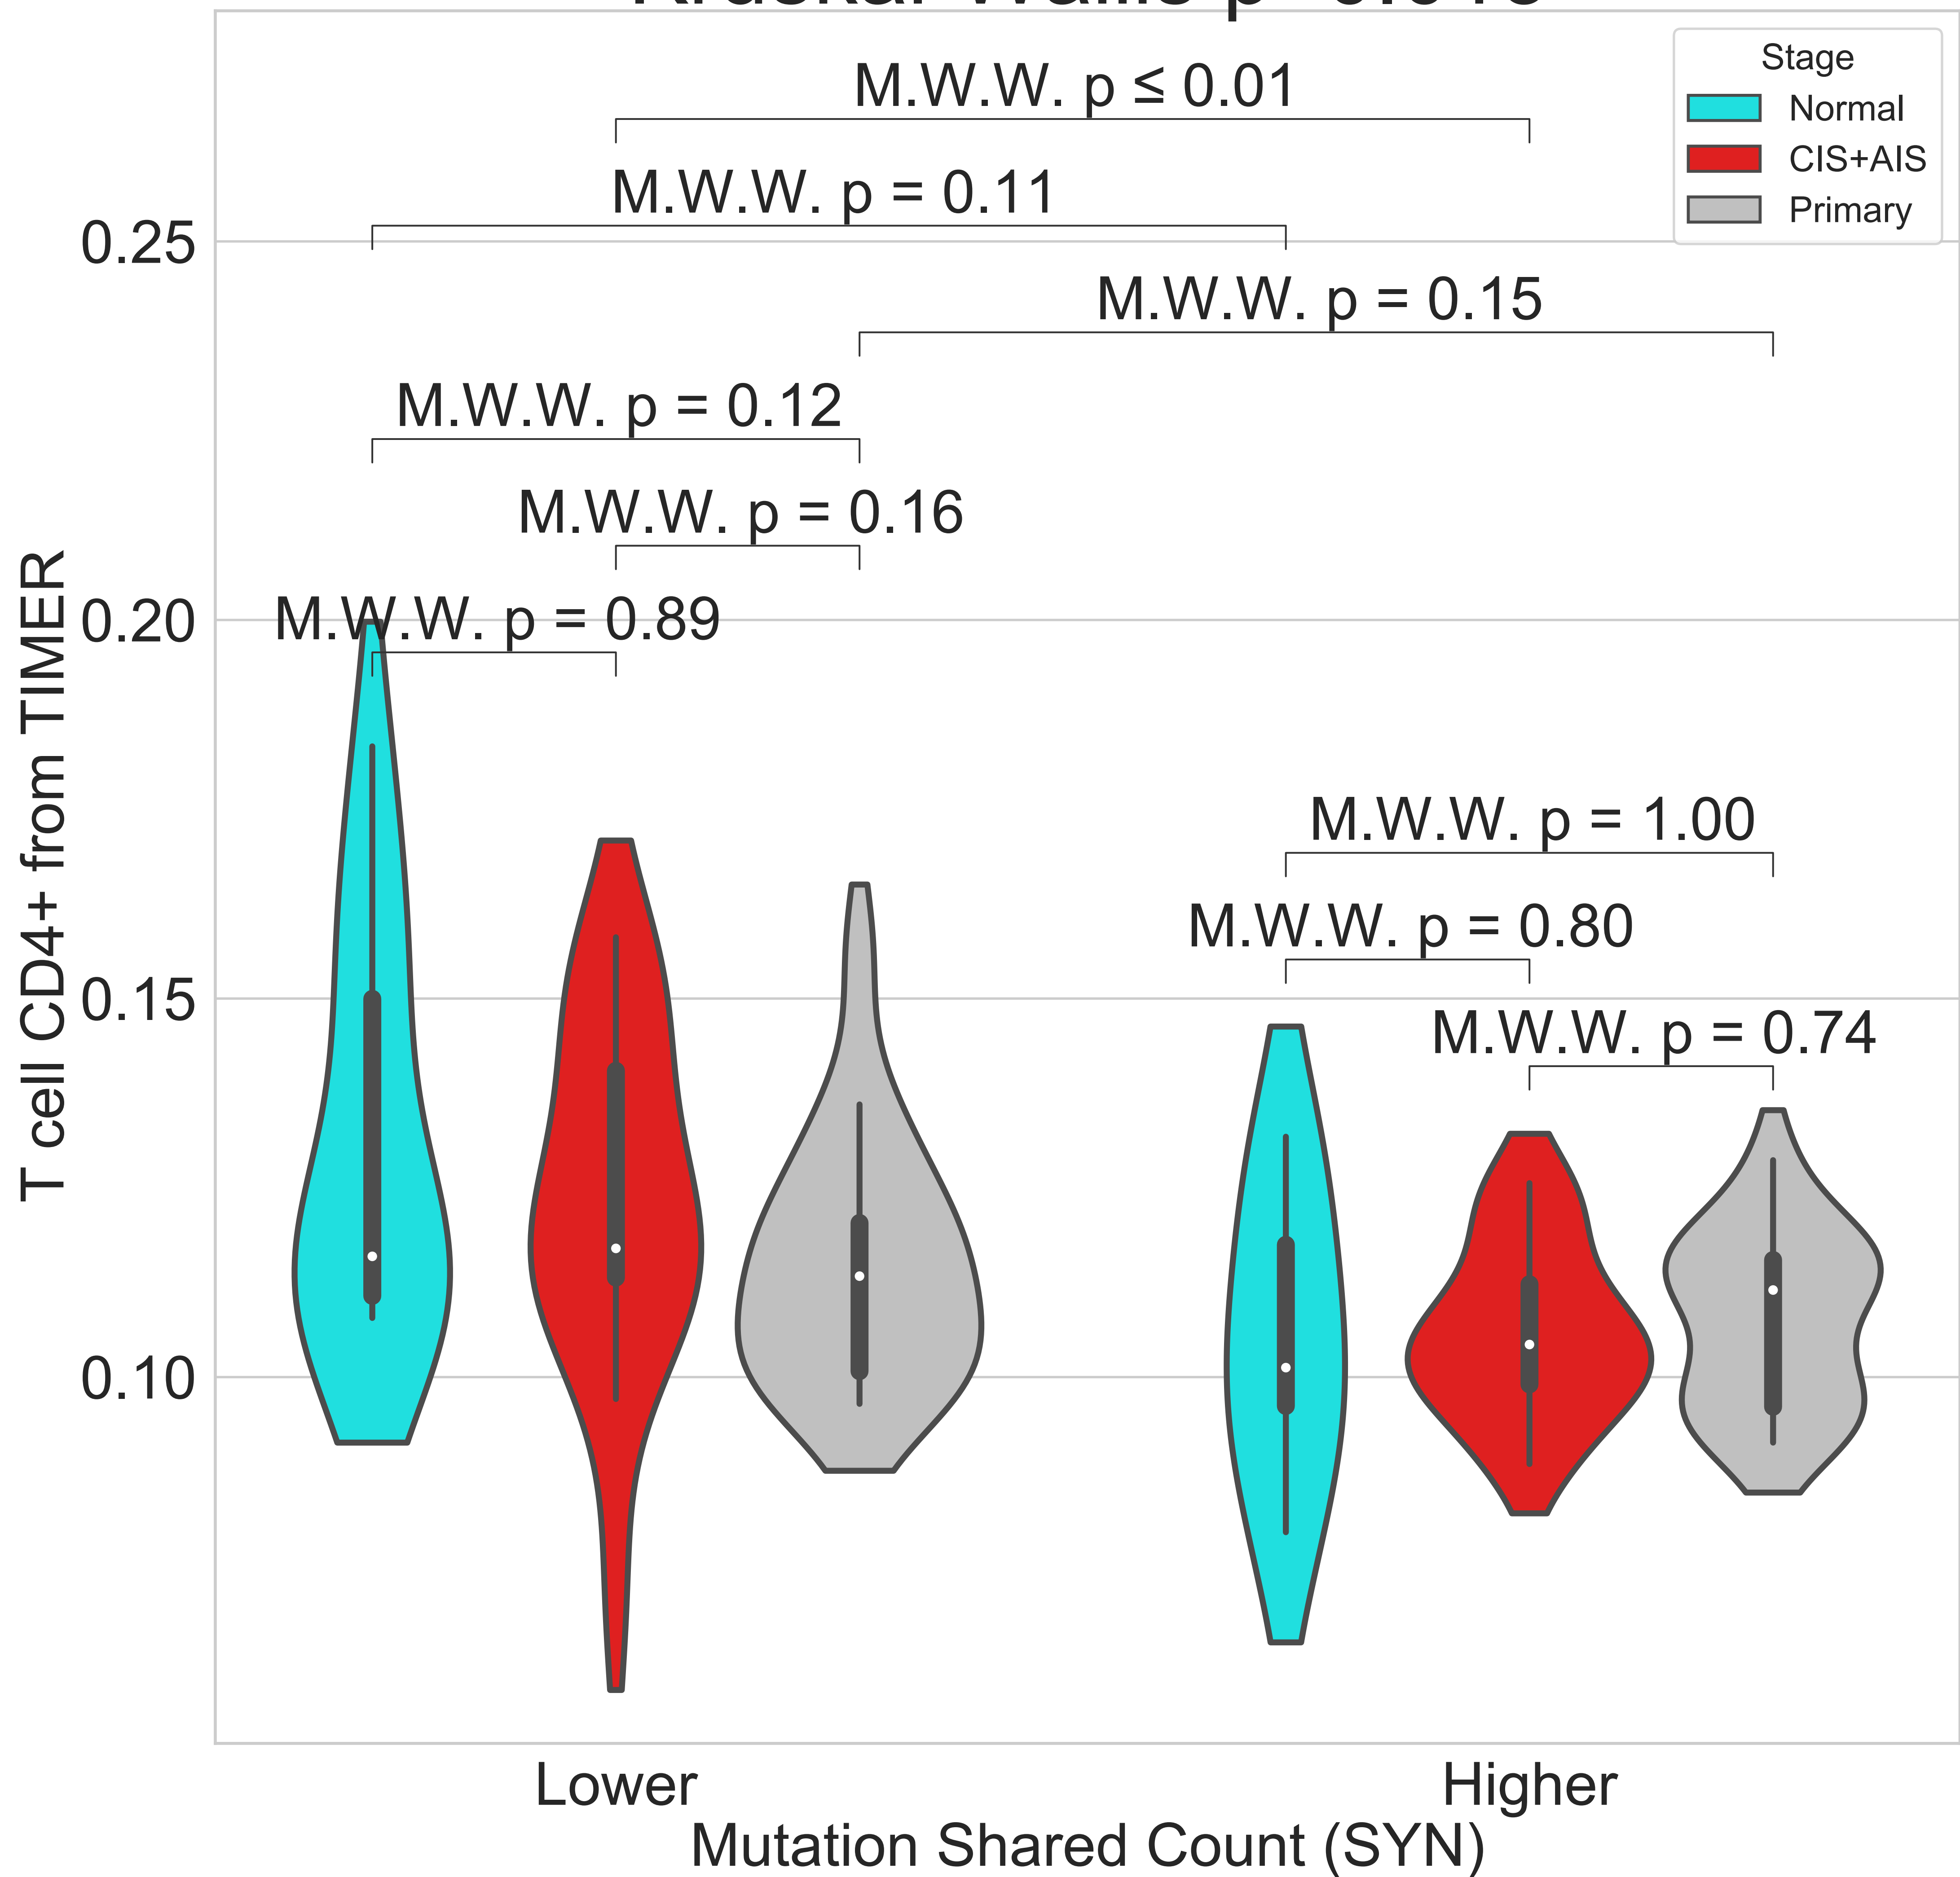 Stage
Normal
CIS+AIS
Primary
M.W.W. p ≤ 0.01
M.W.W. p = 0.11
M.W.W. p = 0.15
M.W.W. p = 0.12
M.W.W. p = 0.16
M.W.W. p = 0.89
M.W.W. p = 1.00
M.W.W. p = 0.80
M.W.W. p = 0.74
T cell CD4+ from TIMER
0.25
0.20
0.15
0.10
Lower
Higher
Mutation Shared Count (SYN)